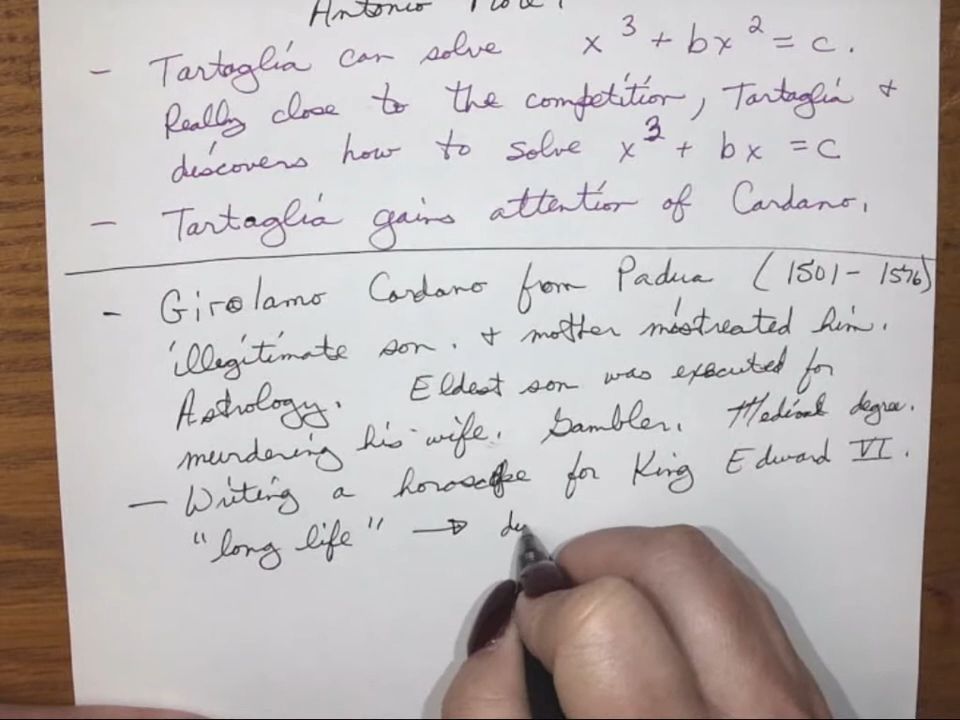 Antonio
- Tartaglia can solve x³ + bx² = c.
Really close to the competition, Tartaglia +
discovers how to solve x³ + bx = c
- Tartaglia gains attention of Cardano.
- Girolamo Cardano from Padua (1501 - 1576)
illegitimate son. + mother mistreated him.
Astrology. Eldest son was executed for
murdering his wife. Gambler. Medical degree.
- Writing a horoscope for King Edward VI.
"long life" →